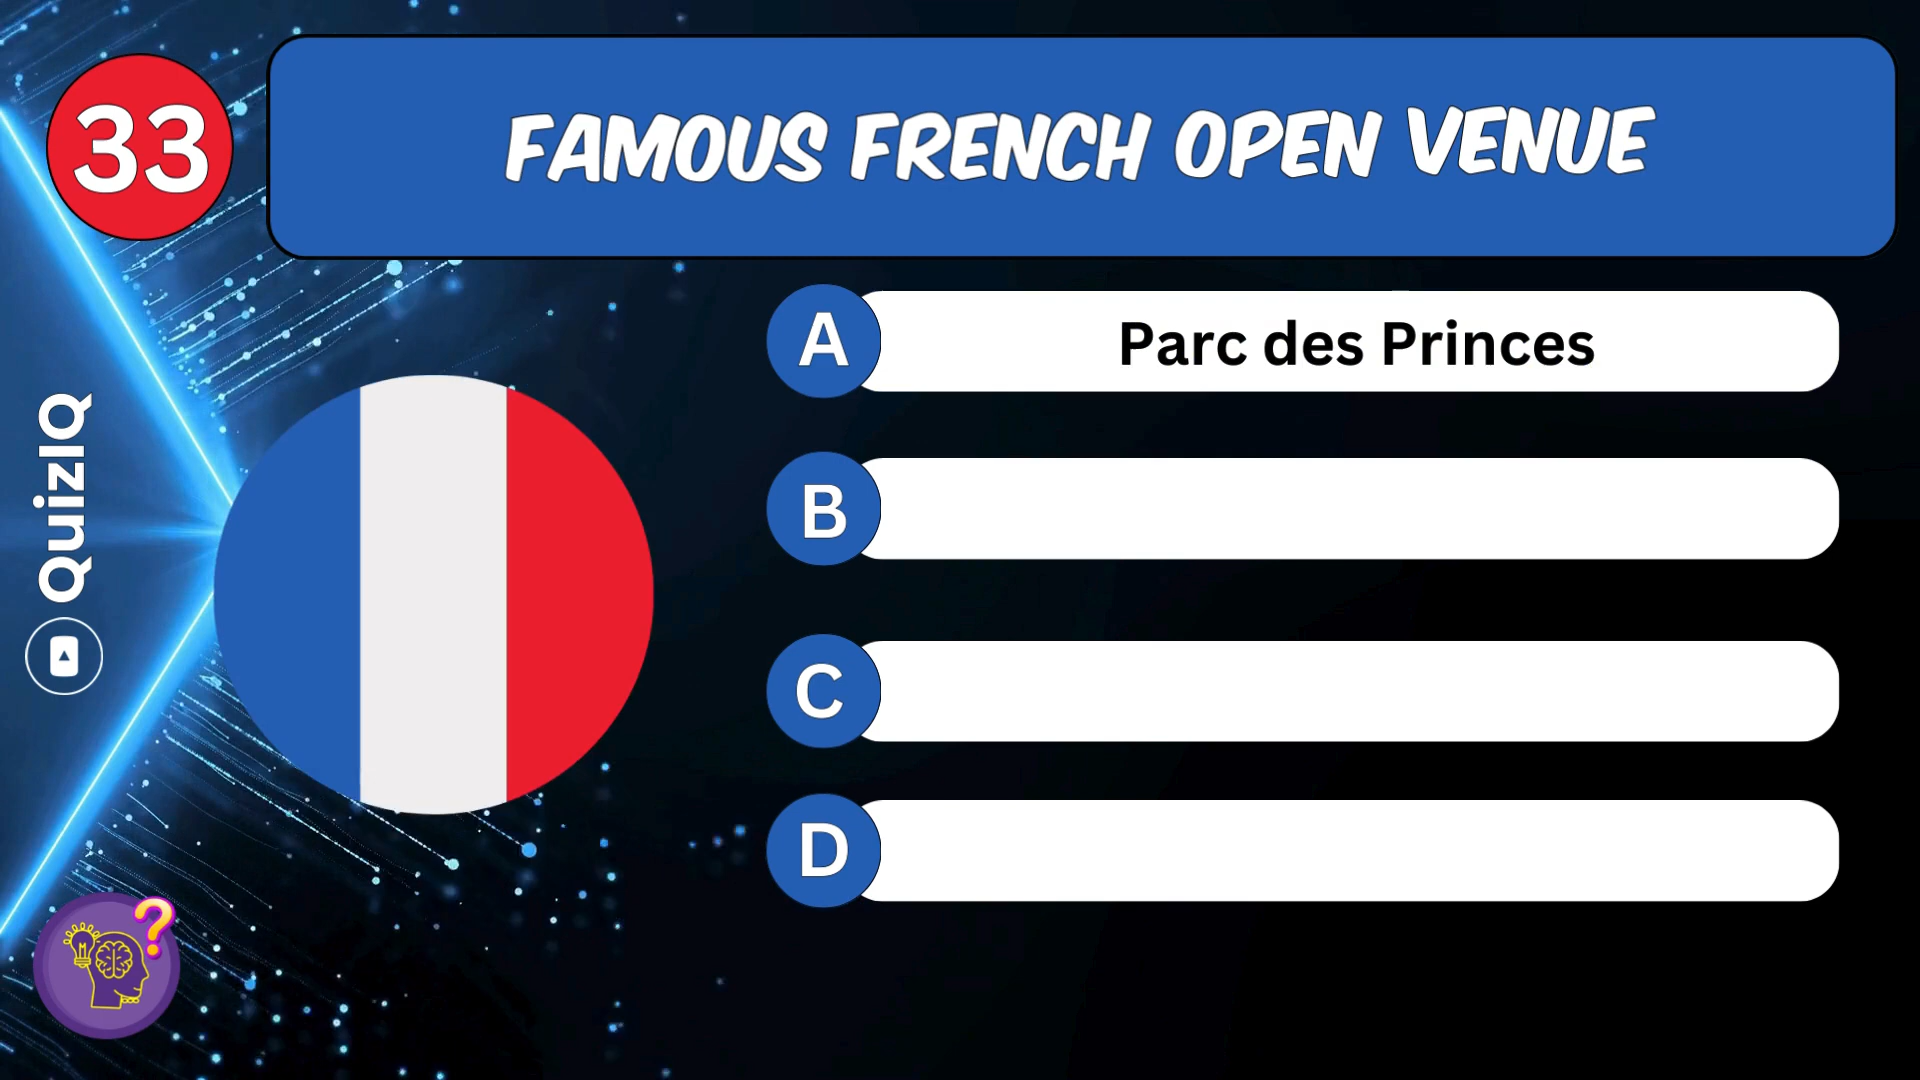 33
FAMOUS FRENCH OPEN VENUE
A
Parc des Princes
B
C
D
QuizIQ
?